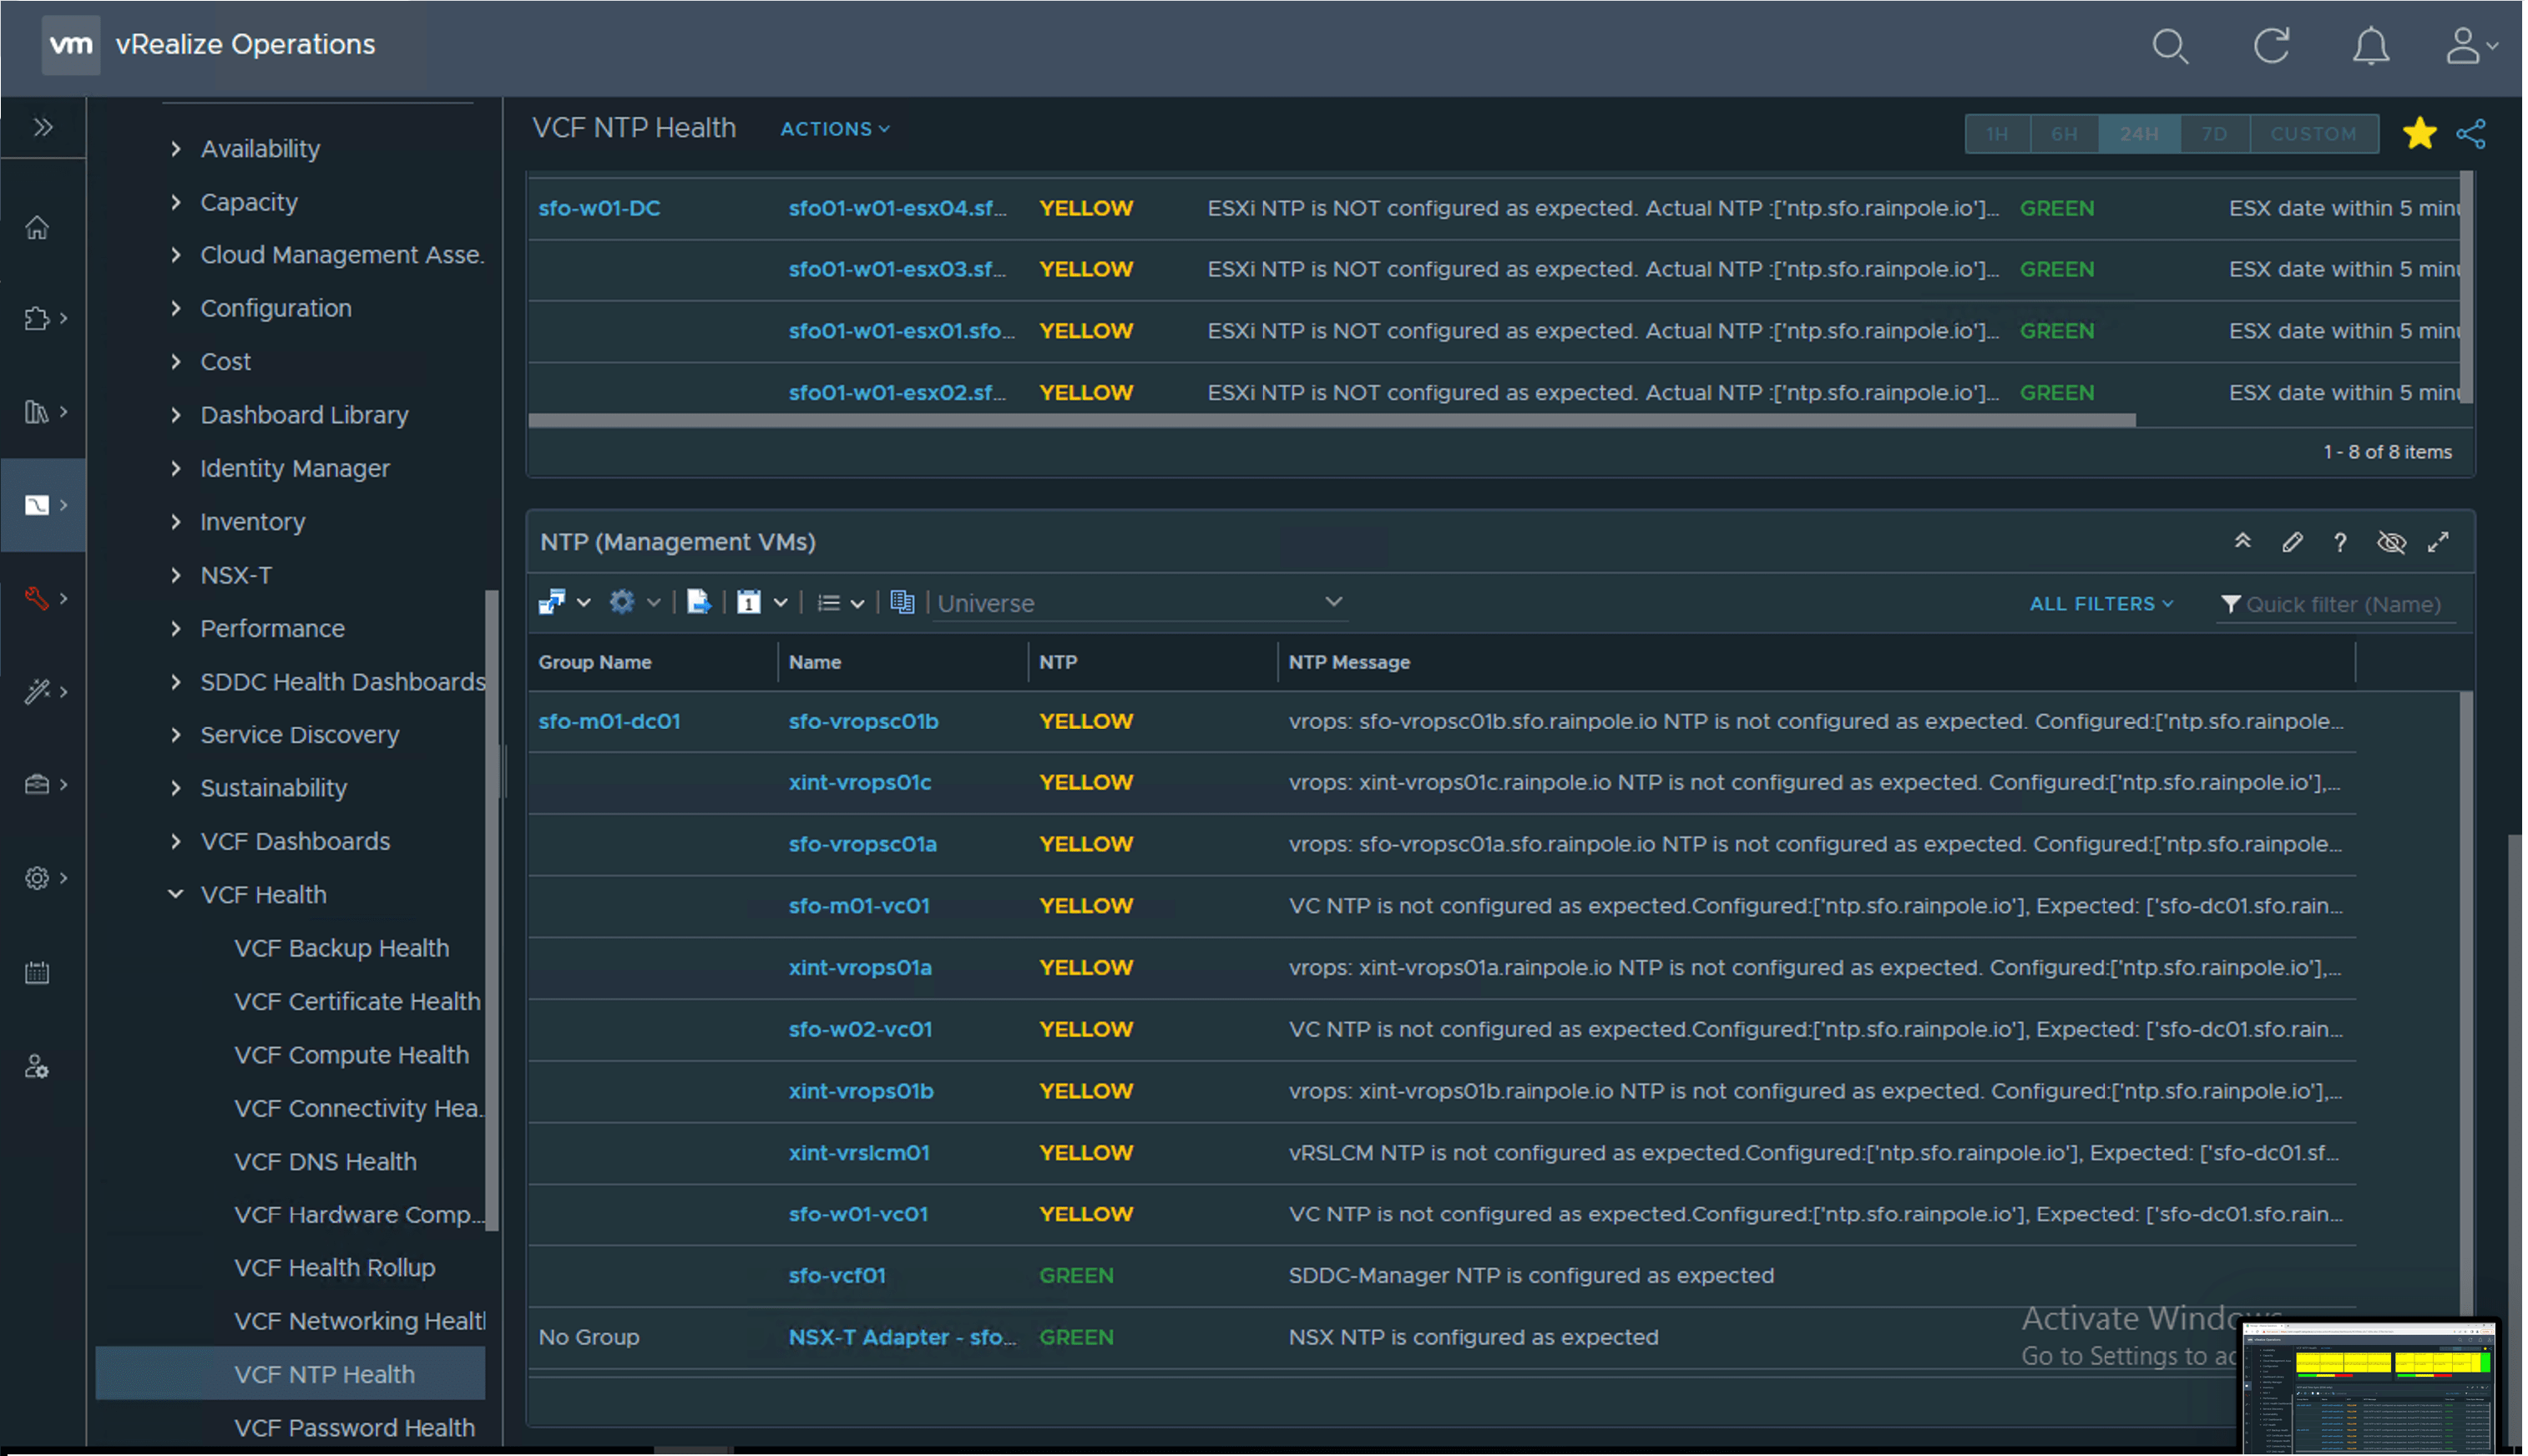 vm vRealize Operations
Availability
Capacity
Cloud Management Asse.
Configuration
Cost
Dashboard Library
Identity Manager
Inventory
NSX-T
Performance
SDDC Health Dashboards
Service Discovery
Sustainability
VCF Dashboards
VCF Health
VCF Backup Health
VCF Certificate Health
VCF Compute Health
VCF Connectivity Hea.
VCF DNS Health
VCF Hardware Comp...
VCF Health Rollup
VCF Networking Healtl
VCF NTP Health
VCF Password Health
VCF NTP Health ACTIONS 1H 6H 24H 7D CUSTOM
sfo-w01-DC sfo01-w01-esx04.sf... YELLOW ESXi NTP is NOT configured as expected. Actual NTP :['ntp.sfo.rainpole.io']... GREEN ESX date within 5 minu
sfo01-w01-esx03.sf... YELLOW ESXi NTP is NOT configured as expected. Actual NTP :['ntp.sfo.rainpole.io']... GREEN ESX date within 5 minu
sfo01-w01-esx01.sfo... YELLOW ESXi NTP is NOT configured as expected. Actual NTP :['ntp.sfo.rainpole.io']... GREEN ESX date within 5 minu
sfo01-w01-esx02.sf... YELLOW ESXi NTP is NOT configured as expected. Actual NTP :['ntp.sfo.rainpole.io']... GREEN ESX date within 5 minu
1 - 8 of 8 items
NTP (Management VMs) ?
1 Universe ALL FILTERS Quick filter (Name)
Group Name Name NTP NTP Message
sfo-m01-dc01 sfo-vropsc01b YELLOW vrops: sfo-vropsc01b.sfo.rainpole.io NTP is not configured as expected. Configured:['ntp.sfo.rainpole...
xint-vrops01c YELLOW vrops: xint-vrops01c.rainpole.io NTP is not configured as expected. Configured:['ntp.sfo.rainpole.io'],...
sfo-vropsc01a YELLOW vrops: sfo-vropsc01a.sfo.rainpole.io NTP is not configured as expected. Configured:['ntp.sfo.rainpole...
sfo-m01-vc01 YELLOW VC NTP is not configured as expected.Configured:['ntp.sfo.rainpole.io'], Expected: ['sfo-dc01.sfo.rain...
xint-vrops01a YELLOW vrops: xint-vrops01a.rainpole.io NTP is not configured as expected. Configured:['ntp.sfo.rainpole.io'],...
sfo-w02-vc01 YELLOW VC NTP is not configured as expected.Configured:['ntp.sfo.rainpole.io'], Expected: ['sfo-dc01.sfo.rain...
xint-vrops01b YELLOW vrops: xint-vrops01b.rainpole.io NTP is not configured as expected. Configured:['ntp.sfo.rainpole.io'],...
xint-vrslcm01 YELLOW vRSLCM NTP is not configured as expected.Configured:['ntp.sfo.rainpole.io'], Expected: ['sfo-dc01.sf...
sfo-w01-vc01 YELLOW VC NTP is not configured as expected.Configured:['ntp.sfo.rainpole.io'], Expected: ['sfo-dc01.sfo.rain...
sfo-vcf01 GREEN SDDC-Manager NTP is configured as expected
No Group NSX-T Adapter - sfo... GREEN NSX NTP is configured as expected
Activate Windows
Go to Settings to ac